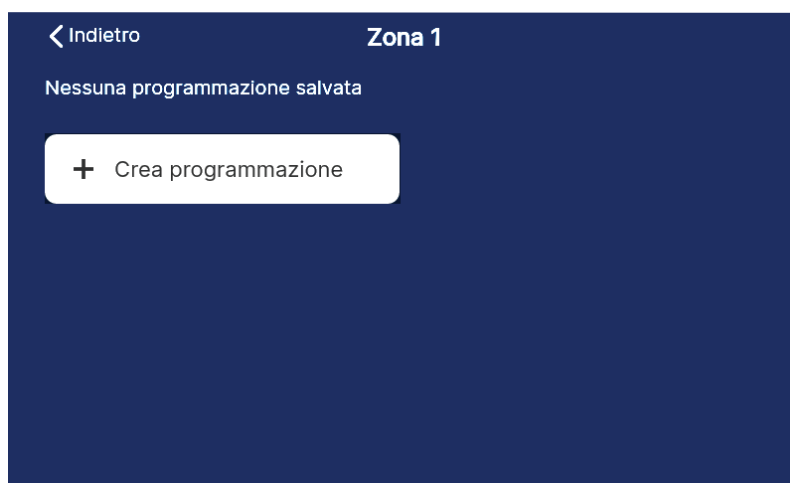 Indietro
Zona 1
Nessuna programmazione salvata
+ Crea programmazione